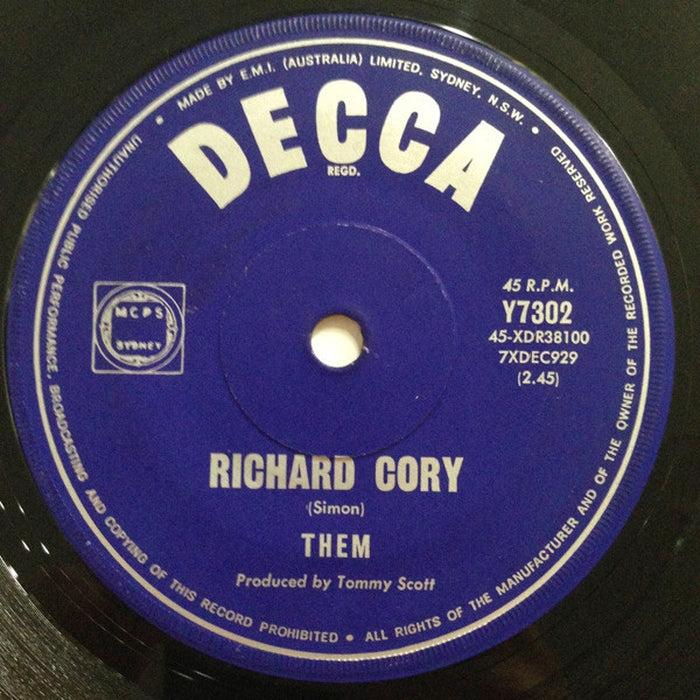 MADE BY E.M.I. (AUSTRALIA) LIMITED, SYDNEY, N.S.W.
DECCA
REGD.
45 R.P.M.
Y7302
45-XDR38100
7XDEC929
(2.45)
MCPS
SYDNEY
RICHARD CORY
(Simon)
THEM
Produced by Tommy Scott
ALL RIGHTS OF THE MANUFACTURER AND OF THE OWNER OF THE RECORDED WORK RESERVED
UNAUTHORISED PUBLIC PERFORMANCE, BROADCASTING AND COPYING OF THIS RECORD PROHIBITED